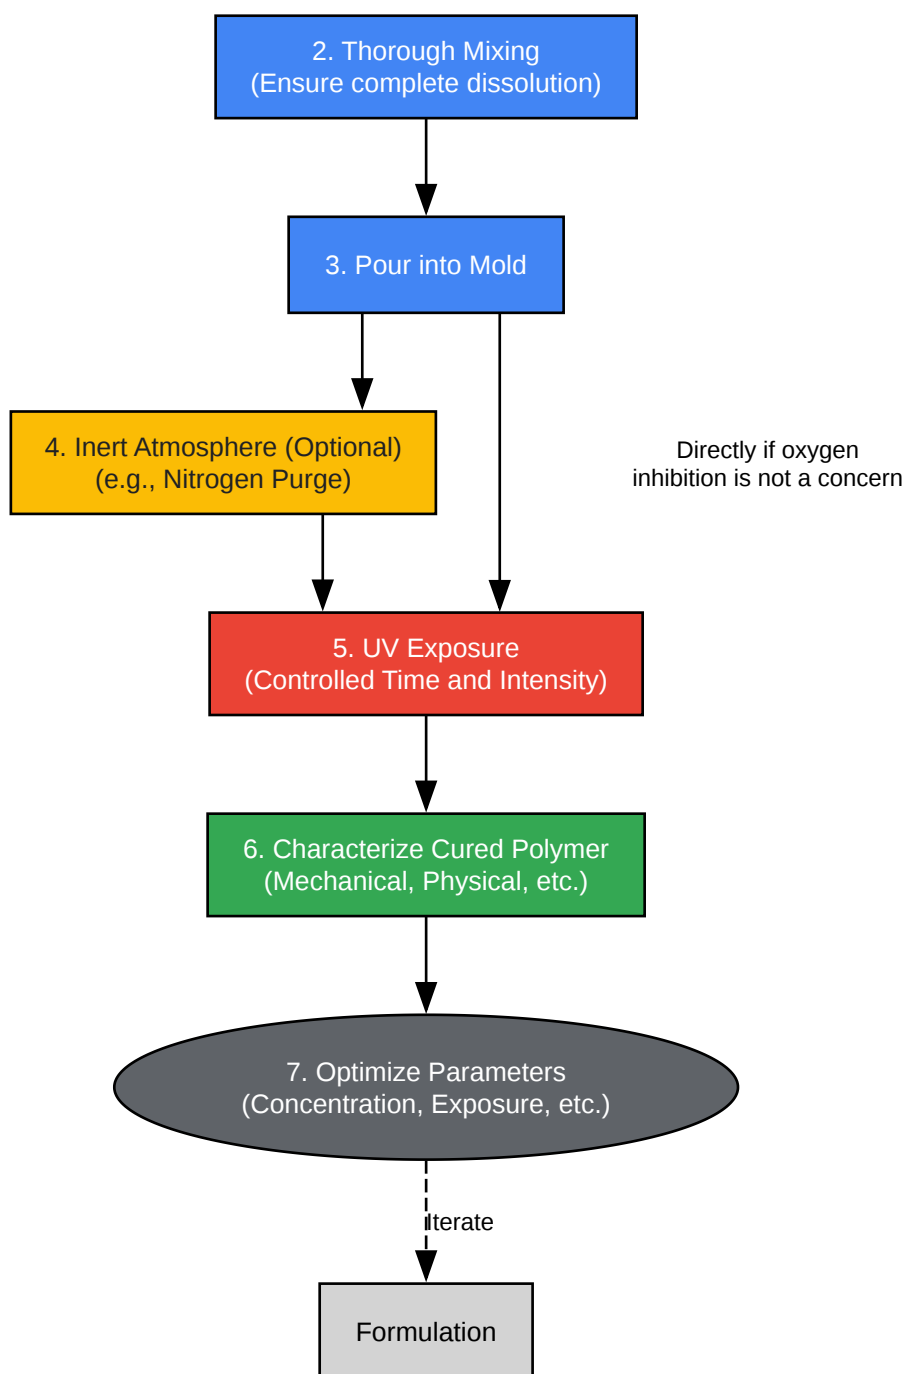 2. Thorough Mixing
(Ensure complete dissolution)
3. Pour into Mold
4. Inert Atmosphere (Optional)
(e.g., Nitrogen Purge)
Directly if oxygen
inhibition is not a concern
5. UV Exposure
(Controlled Time and Intensity)
6. Characterize Cured Polymer
(Mechanical, Physical, etc.)
7. Optimize Parameters
(Concentration, Exposure, etc.)
Iterate
Formulation